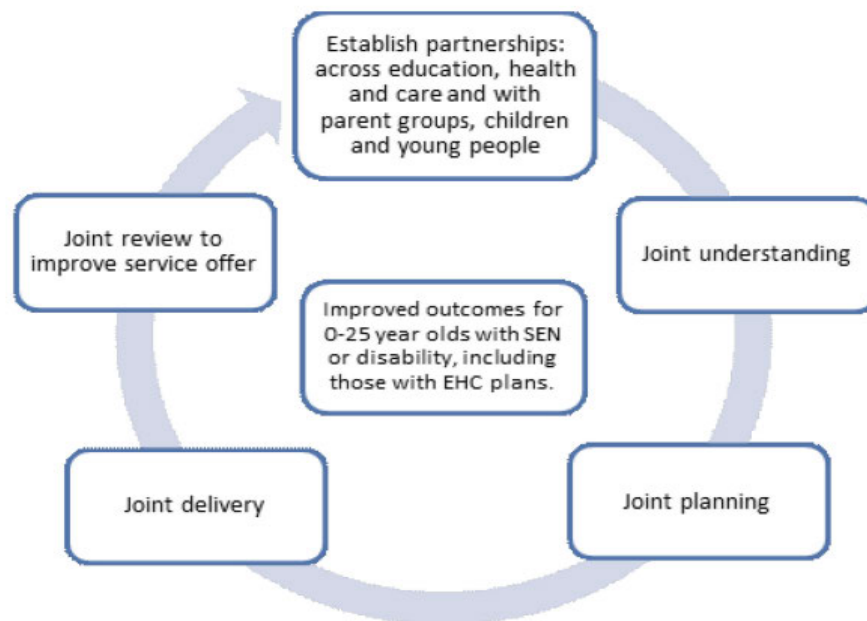 Establish partnerships:
across education, health
and care and with
parent groups, children
and young people
Joint understanding
Joint planning
Joint delivery
Joint review to
improve service offer
Improved outcomes for
0-25 year olds with SEN
or disability, including
those with EHC plans.